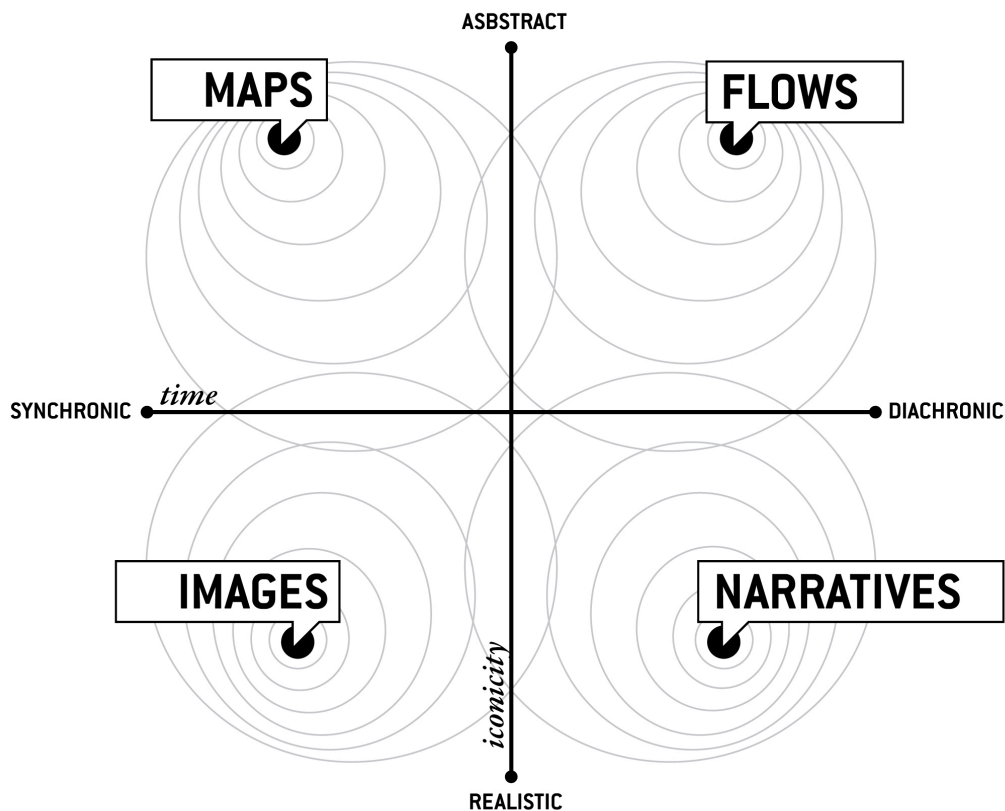 ASBSTRACT
MAPS
FLOWS
time
SYNCHRONIC
DIACHRONIC
IMAGES
NARRATIVES
iconicity
REALISTIC